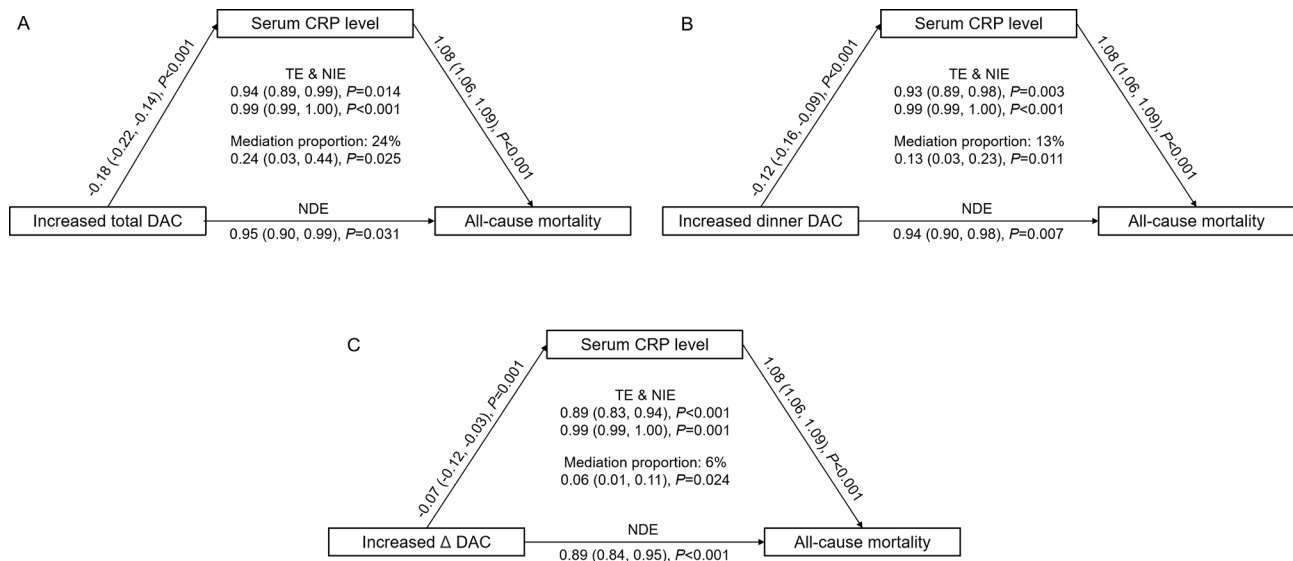 A
Serum CRP level
-0.18 (-0.22, -0.14), P<0.001
1.08 (1.06, 1.09), P<0.001
TE & NIE
0.94 (0.89, 0.99), P=0.014
0.99 (0.99, 1.00), P<0.001
Mediation proportion: 24%
0.24 (0.03, 0.44), P=0.025
Increased total DAC
NDE
0.95 (0.90, 0.99), P=0.031
All-cause mortality
B
Serum CRP level
-0.12 (-0.16, -0.09), P<0.001
1.08 (1.06, 1.09), P<0.001
TE & NIE
0.93 (0.89, 0.98), P=0.003
0.99 (0.99, 1.00), P<0.001
Mediation proportion: 13%
0.13 (0.03, 0.23), P=0.011
Increased dinner DAC
NDE
0.94 (0.90, 0.98), P=0.007
All-cause mortality
C
Serum CRP level
-0.07 (-0.12, -0.03), P=0.001
1.08 (1.06, 1.09), P<0.001
TE & NIE
0.89 (0.83, 0.94), P<0.001
0.99 (0.99, 1.00), P=0.001
Mediation proportion: 6%
0.06 (0.01, 0.11), P=0.024
Increased Δ DAC
NDE
0.89 (0.84, 0.95), P<0.001
All-cause mortality